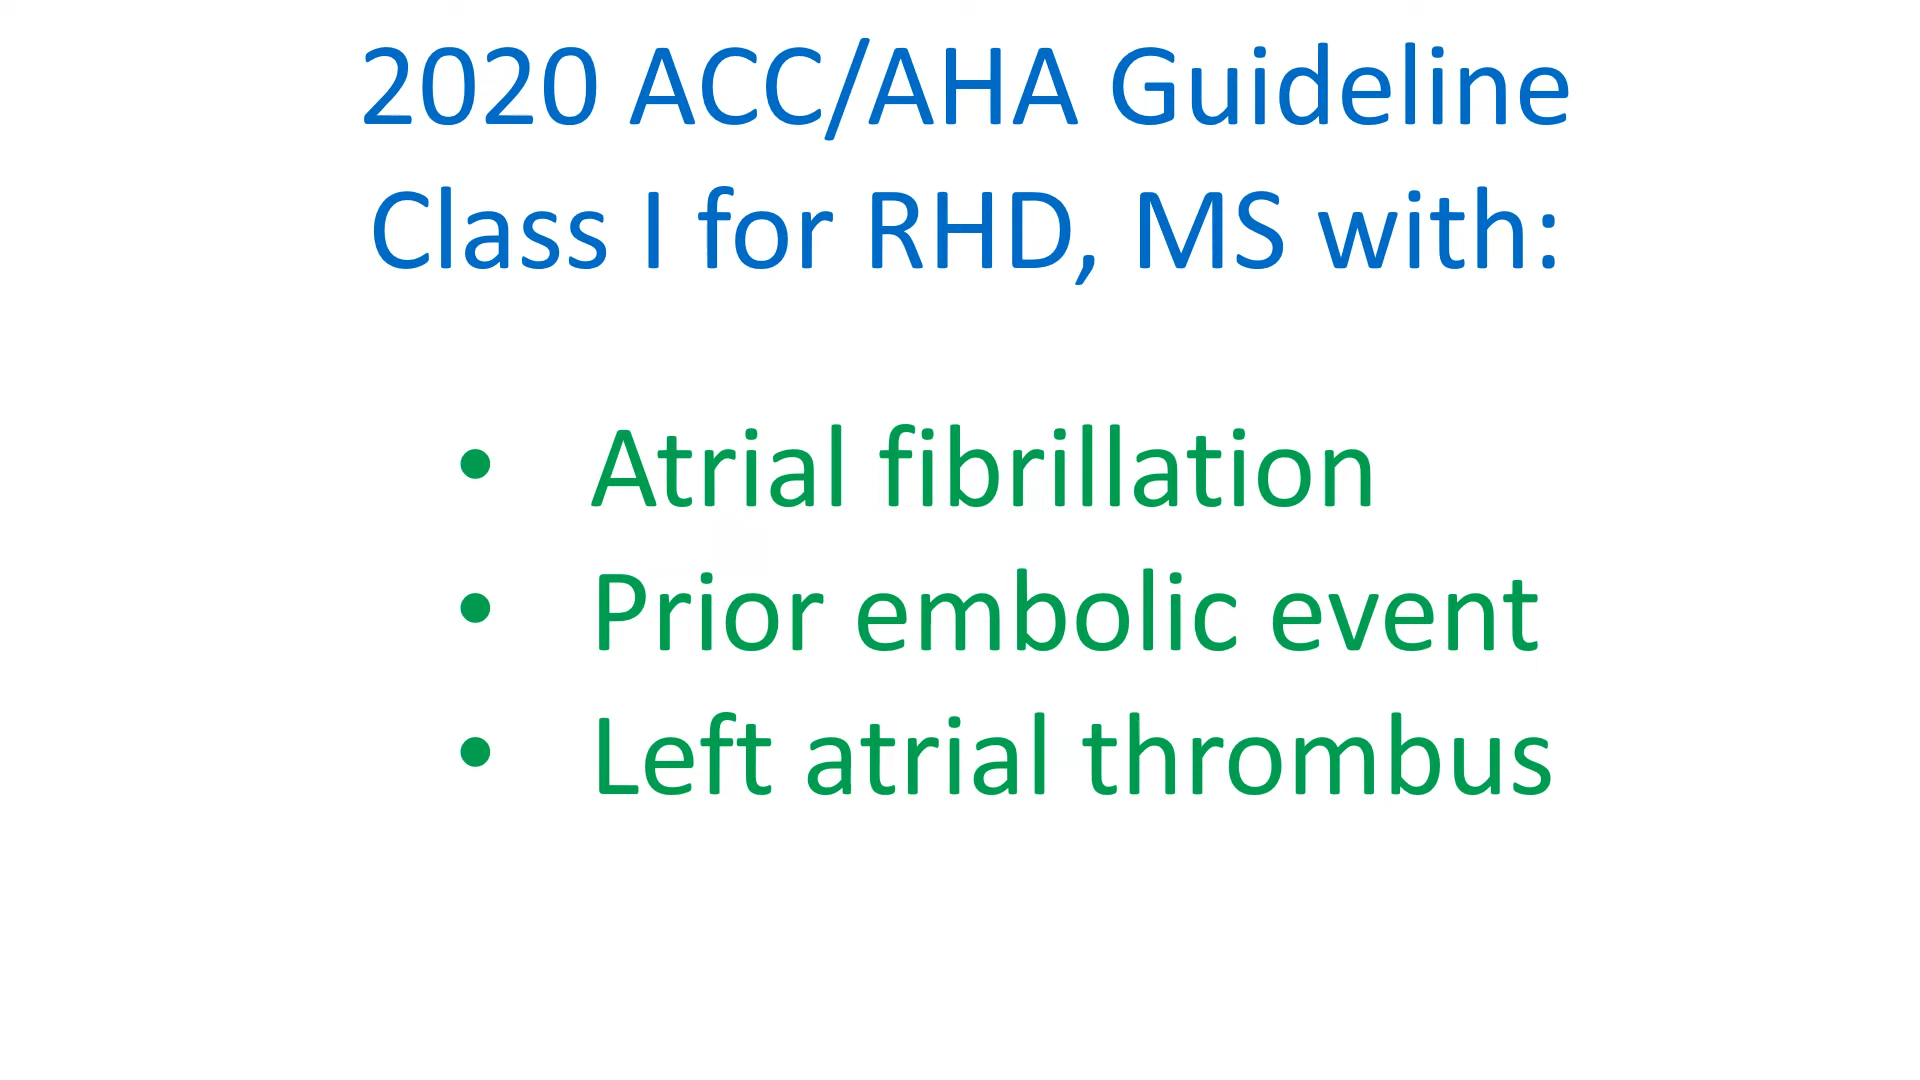 2020 ACC/AHA Guideline
Class I for RHD, MS with:
• Atrial fibrillation
• Prior embolic event
• Left atrial thrombus